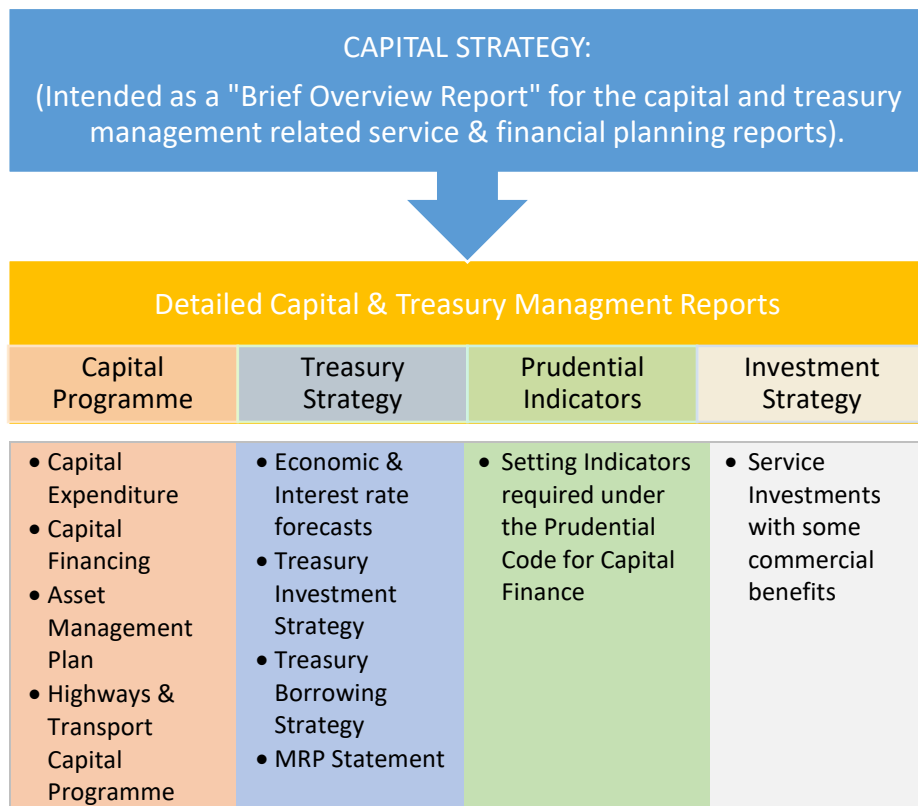 CAPITAL STRATEGY:
(Intended as a "Brief Overview Report" for the capital and treasury
management related service & financial planning reports).
Detailed Capital & Treasury Managment Reports
Capital
Programme
Treasury
Strategy
Prudential
Indicators
Investment
Strategy
• Capital
Expenditure
• Capital
Financing
• Asset
Management
Plan
• Highways &
Transport
Capital
Programme
• Economic &
Interest rate
forecasts
• Treasury
Investment
Strategy
• Treasury
Borrowing
Strategy
• MRP Statement
• Setting Indicators
required under
the Prudential
Code for Capital
Finance
• Service
Investments
with some
commercial
benefits